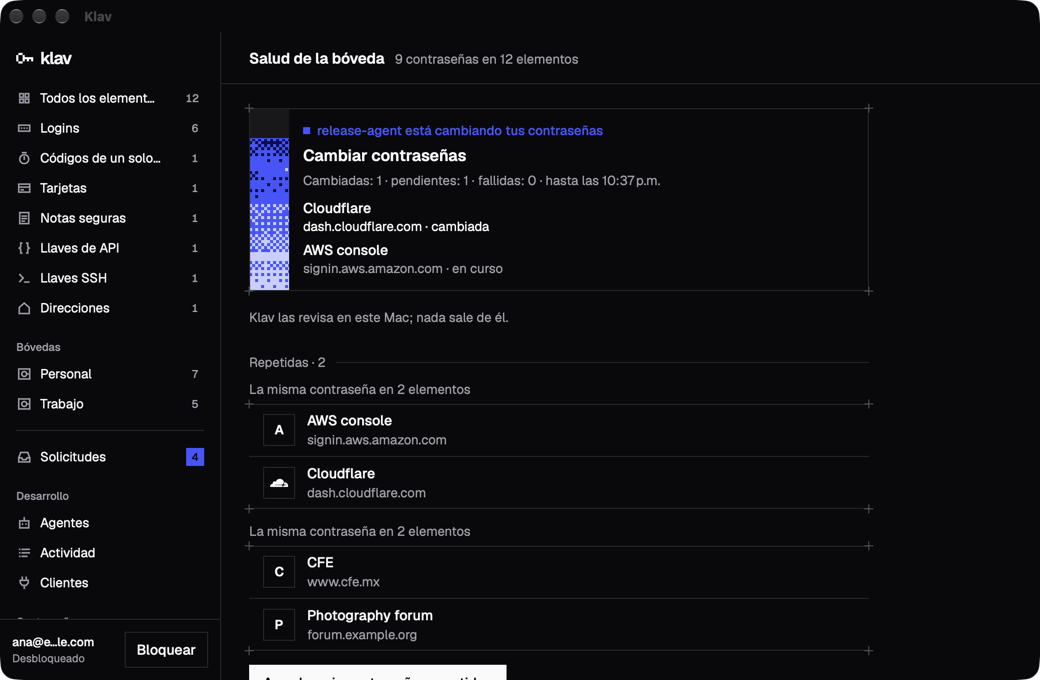 Klav
klav
Todos los element... 12
Logins 6
Códigos de un solo... 1
Tarjetas 1
Notas seguras 1
Llaves de API 1
Llaves SSH 1
Direcciones 1
Bóvedas
Personal 7
Trabajo 5
Solicitudes 4
Desarrollo
Agentes
Actividad
Clientes
ana@e...le.com
Desbloqueado
Bloquear
Salud de la bóveda 9 contraseñas en 12 elementos
release-agent está cambiando tus contraseñas
Cambiar contraseñas
Cambiadas: 1 · pendientes: 1 · fallidas: 0 · hasta las 10:37 p.m.
Cloudflare
dash.cloudflare.com · cambiada
AWS console
signin.aws.amazon.com · en curso
Klav las revisa en este Mac; nada sale de él.
Repetidas · 2
La misma contraseña en 2 elementos
A
AWS console
signin.aws.amazon.com
Cloudflare
dash.cloudflare.com
La misma contraseña en 2 elementos
C
CFE
www.cfe.mx
P
Photography forum
forum.example.org